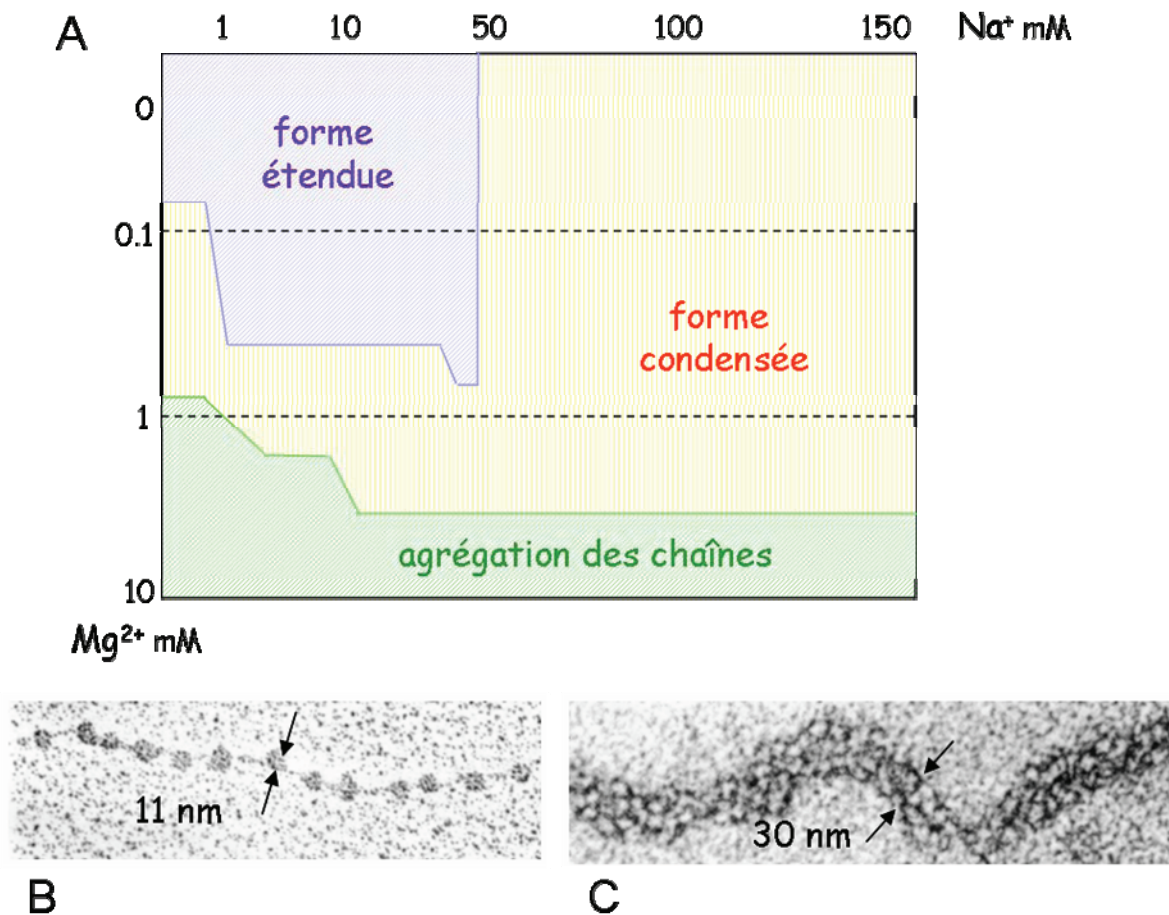 A
1 10 50 100 150 Na⁺ mM
0
forme
étendue
0.1
forme
condensée
1
agrégation des chaînes
10
Mg²⁺ mM
11 nm
30 nm
B
C